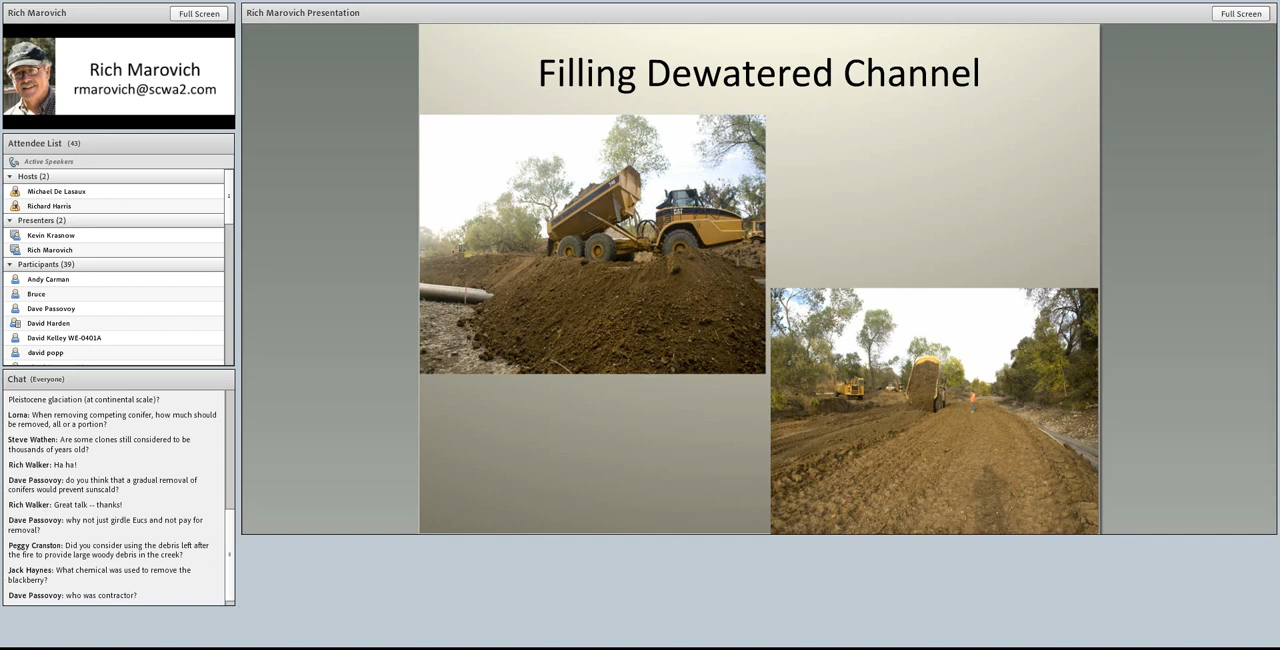 Rich Marovich
Full Screen
Rich Marovich
rmarovich@scwa2.com
Attendee List (43)
Active Speakers
Hosts (2)
Michael De Lasaux
Richard Harris
Presenters (2)
Kevin Krasnow
Rich Marovich
Participants (39)
Andy Carman
Bruce
Dave Passovoy
David Harden
David Kelley WE-0401A
david popp
Chat (Everyone)
Pleistocene glaciation (at continental scale)?
Lorna: When removing competing conifer, how much should
be removed, all or a portion?
Steve Wathen: Are some clones still considered to be
thousands of years old?
Rich Walker: Ha ha!
Dave Passovoy: do you think that a gradual removal of
conifers would prevent sunscald?
Rich Walker: Great talk -- thanks!
Dave Passovoy: why not just girdle Eucs and not pay for
removal?
Peggy Cranston: Did you consider using the debris left after
the fire to provide large woody debris in the creek?
Jack Haynes: What chemical was used to remove the
blackberry?
Dave Passovoy: who was contractor?
Rich Marovich Presentation
Full Screen
Filling Dewatered Channel
CAT